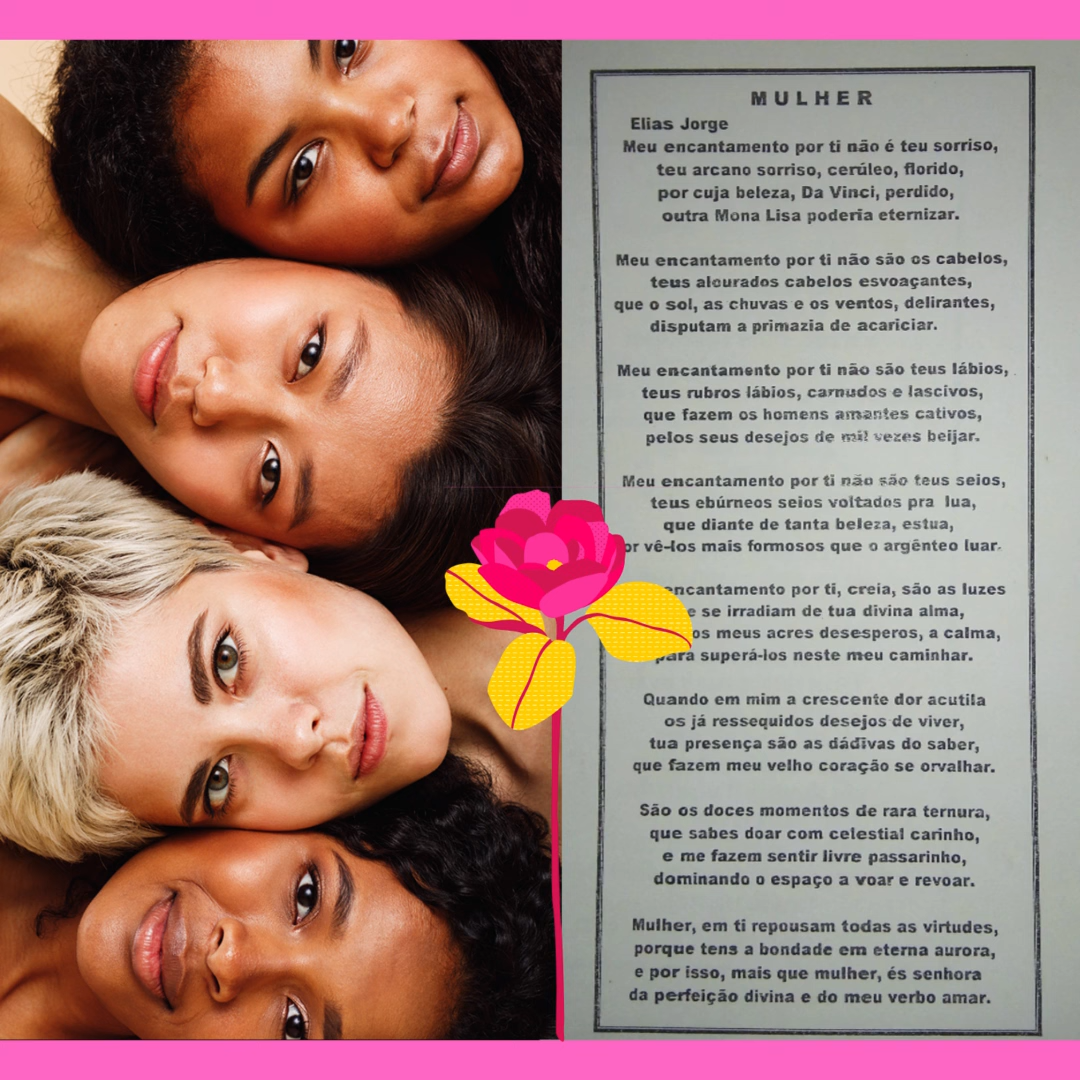 MULHER
Elias Jorge
Meu encantamento por ti não é teu sorriso,
teu arcano sorriso, cerúleo, florido,
por cuja beleza, Da Vinci, perdido,
outra Mona Lisa poderia eternizar.
Meu encantamento por ti não são os cabelos,
teus alourados cabelos esvoaçantes,
que o sol, as chuvas e os ventos, delirantes,
disputam a primazia de acariciar.
Meu encantamento por ti não são teus lábios,
teus rubros lábios, carnudos e lascivos,
que fazem os homens amantes cativos,
pelos seus desejos de mil vezes beijar.
Meu encantamento por ti não são teus seios,
teus ebúrneos seios voltados pra lua,
que diante de tanta beleza, estua,
vê-los mais formosos que o argênteo luar.
encantamento por ti, creia, são as luzes
se irradiam de tua divina alma,
meus acres desesperos, a calma,
para superá-los neste meu caminhar.
Quando em mim a crescente dor acutila
os já ressequidos desejos de viver,
tua presença são as dádivas do saber,
que fazem meu velho coração se orvalhar.
São os doces momentos de rara ternura,
que sabes doar com celestial carinho,
e me fazem sentir livre passarinho,
dominando o espaço a voar e revoar.
Mulher, em ti repousam todas as virtudes,
porque tens a bondade em eterna aurora,
e por isso, mais que mulher, és senhora
da perfeição divina e do meu verbo amar.